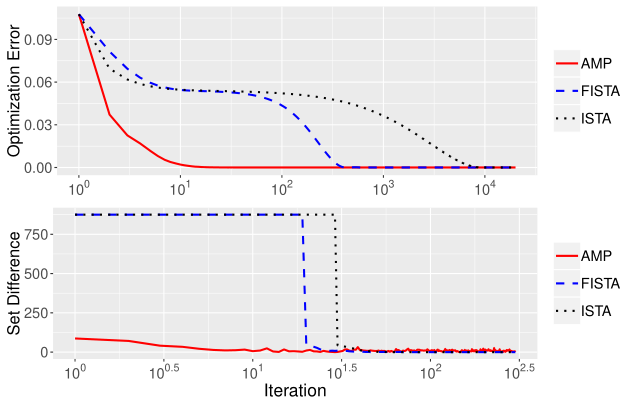 Optimization Error
0.09
0.06
0.03
0.00
10^0 10^1 10^2 10^3 10^4
AMP
FISTA
ISTA
Set Difference
750
500
250
0
10^0 10^0.5 10^1 10^1.5 10^2 10^2.5
Iteration
AMP
FISTA
ISTA